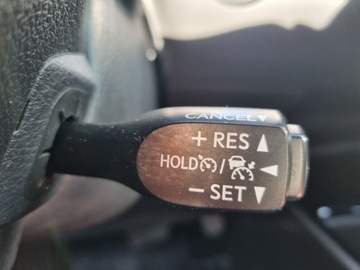 CANCEL▼
+ RES ▲
HOLD / ◀
− SET ▼